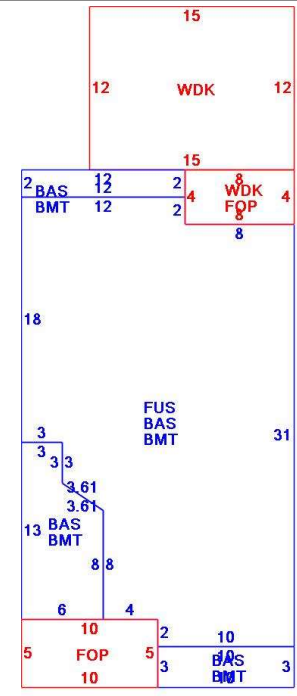 15
12 WDK 12
15
12 8
2 BAS 12 2 WDK
4 4
BMT 12 2 FOP
8
8
18
FUS
BAS
BMT
31
3
3
3 3
3.61
3.61
BAS
13 BMT
8 8
6 4
10 2 10
5 FOP 5 10
3 BAS 3
10 BMT